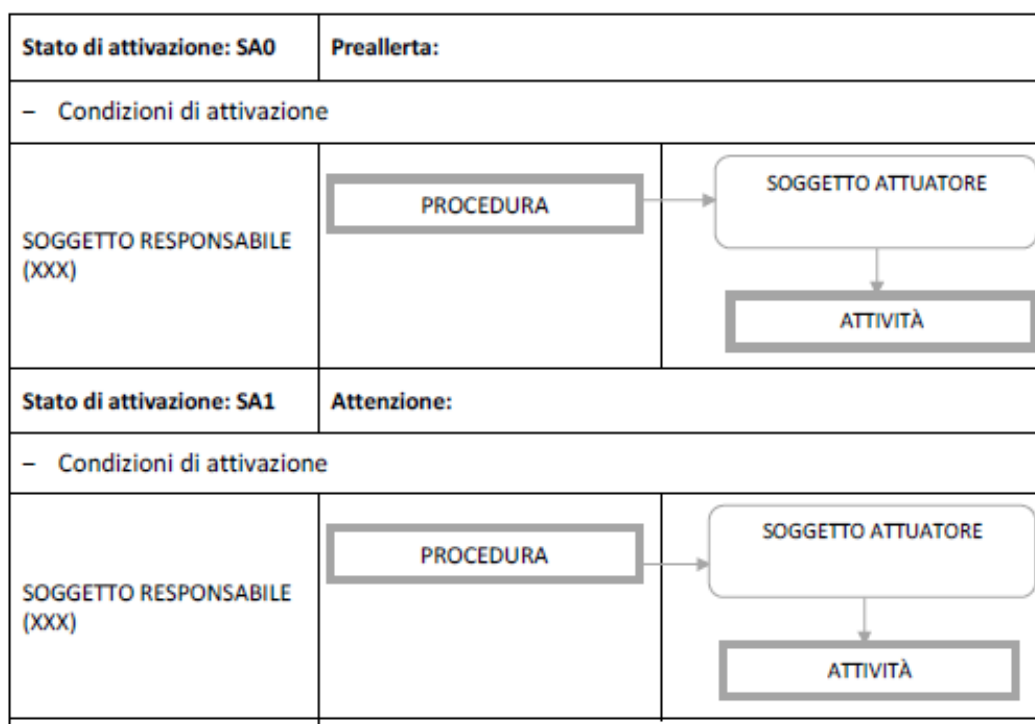 Stato di attivazione: SA0
Preallerta:
– Condizioni di attivazione
SOGGETTO RESPONSABILE
(XXX)
PROCEDURA
SOGGETTO ATTUATORE
ATTIVITÀ
Stato di attivazione: SA1
Attenzione:
– Condizioni di attivazione
SOGGETTO RESPONSABILE
(XXX)
PROCEDURA
SOGGETTO ATTUATORE
ATTIVITÀ